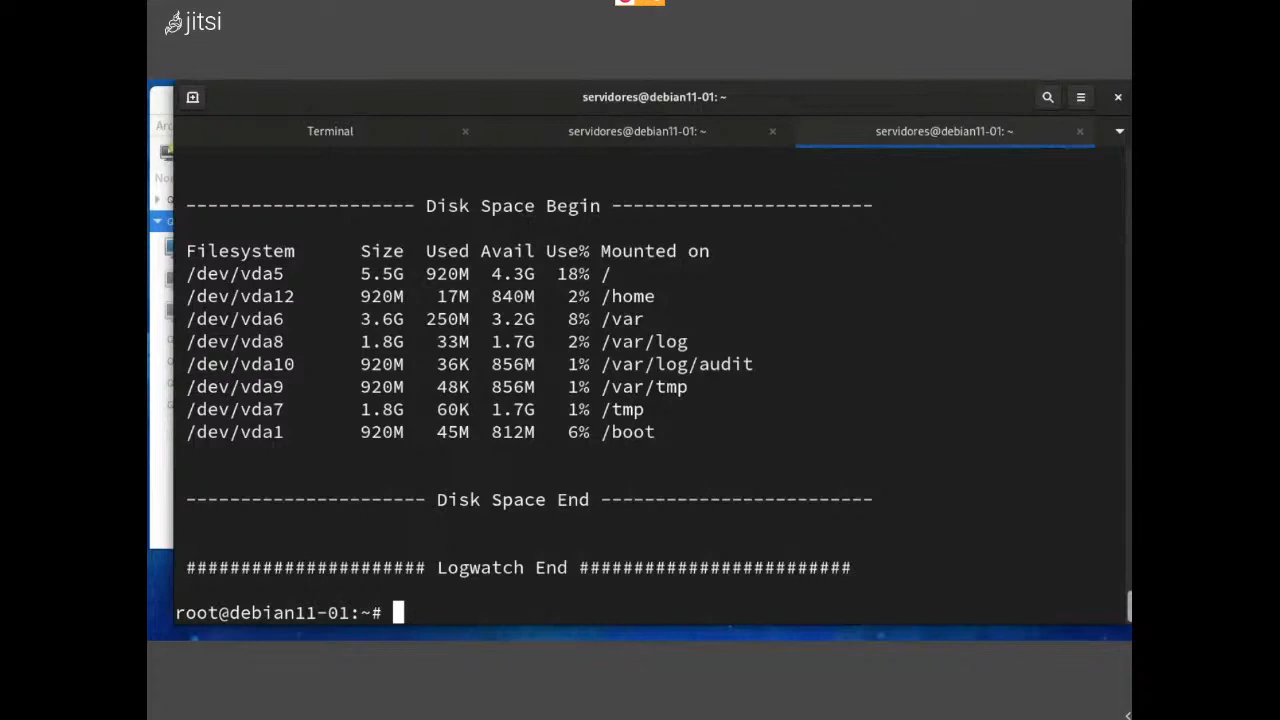 jitsi
servidores@debian11-01: ~
Terminal
servidores@debian11-01: ~
servidores@debian11-01: ~
--------------------- Disk Space Begin ------------------------
Filesystem      Size  Used Avail Use% Mounted on
/dev/vda5       5.5G  920M  4.3G  18% /
/dev/vda12      920M   17M  840M   2% /home
/dev/vda6       3.6G  250M  3.2G   8% /var
/dev/vda8       1.8G   33M  1.7G   2% /var/log
/dev/vda10      920M   36K  856M   1% /var/log/audit
/dev/vda9       920M   48K  856M   1% /var/tmp
/dev/vda7       1.8G   60K  1.7G   1% /tmp
/dev/vda1       920M   45M  812M   6% /boot
---------------------- Disk Space End -------------------------
###################### Logwatch End #########################
root@debian11-01:~#